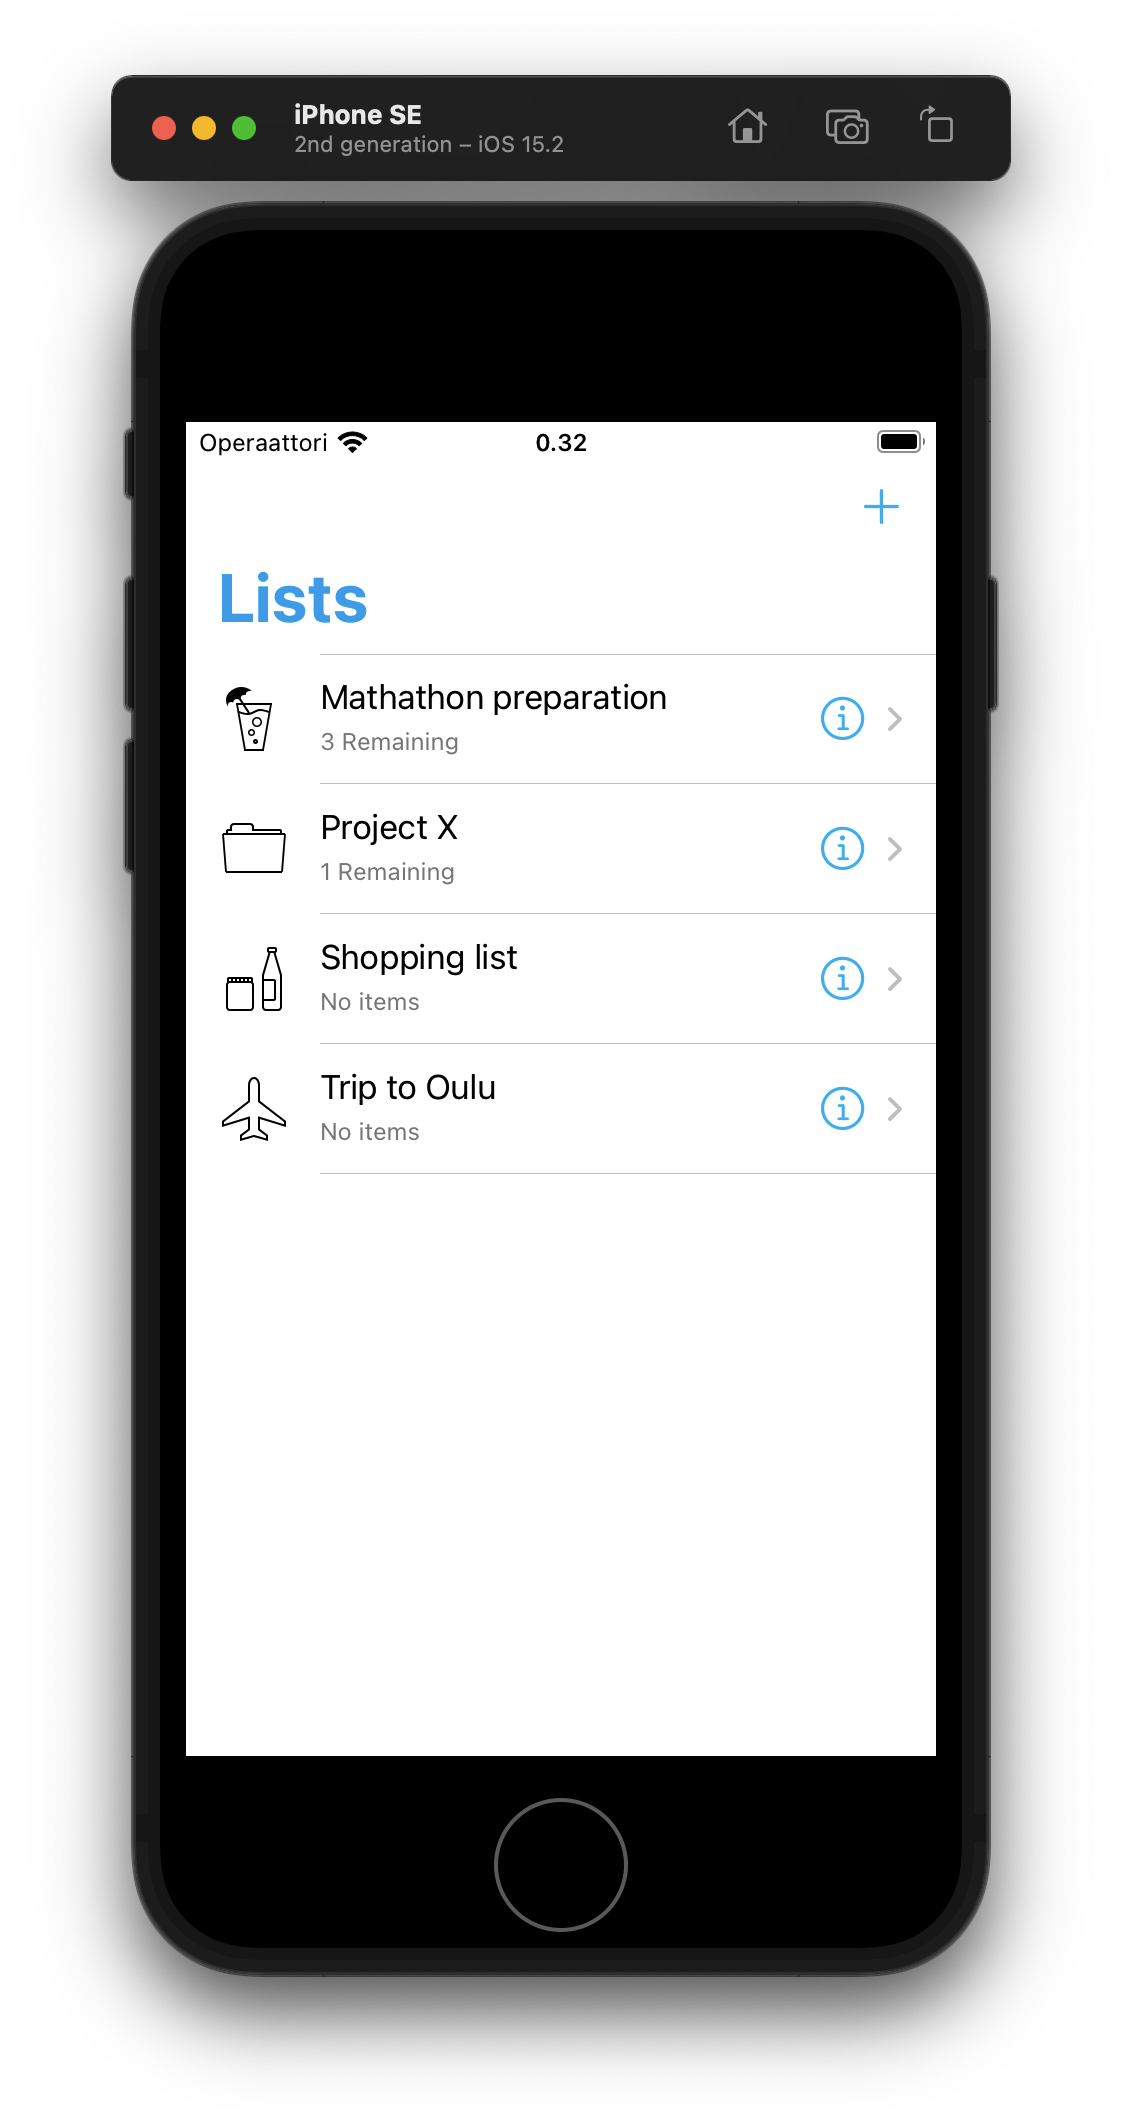 iPhone SE
2nd generation – iOS 15.2
Operaattori 0.32
Lists
Mathathon preparation
3 Remaining
Project X
1 Remaining
Shopping list
No items
Trip to Oulu
No items